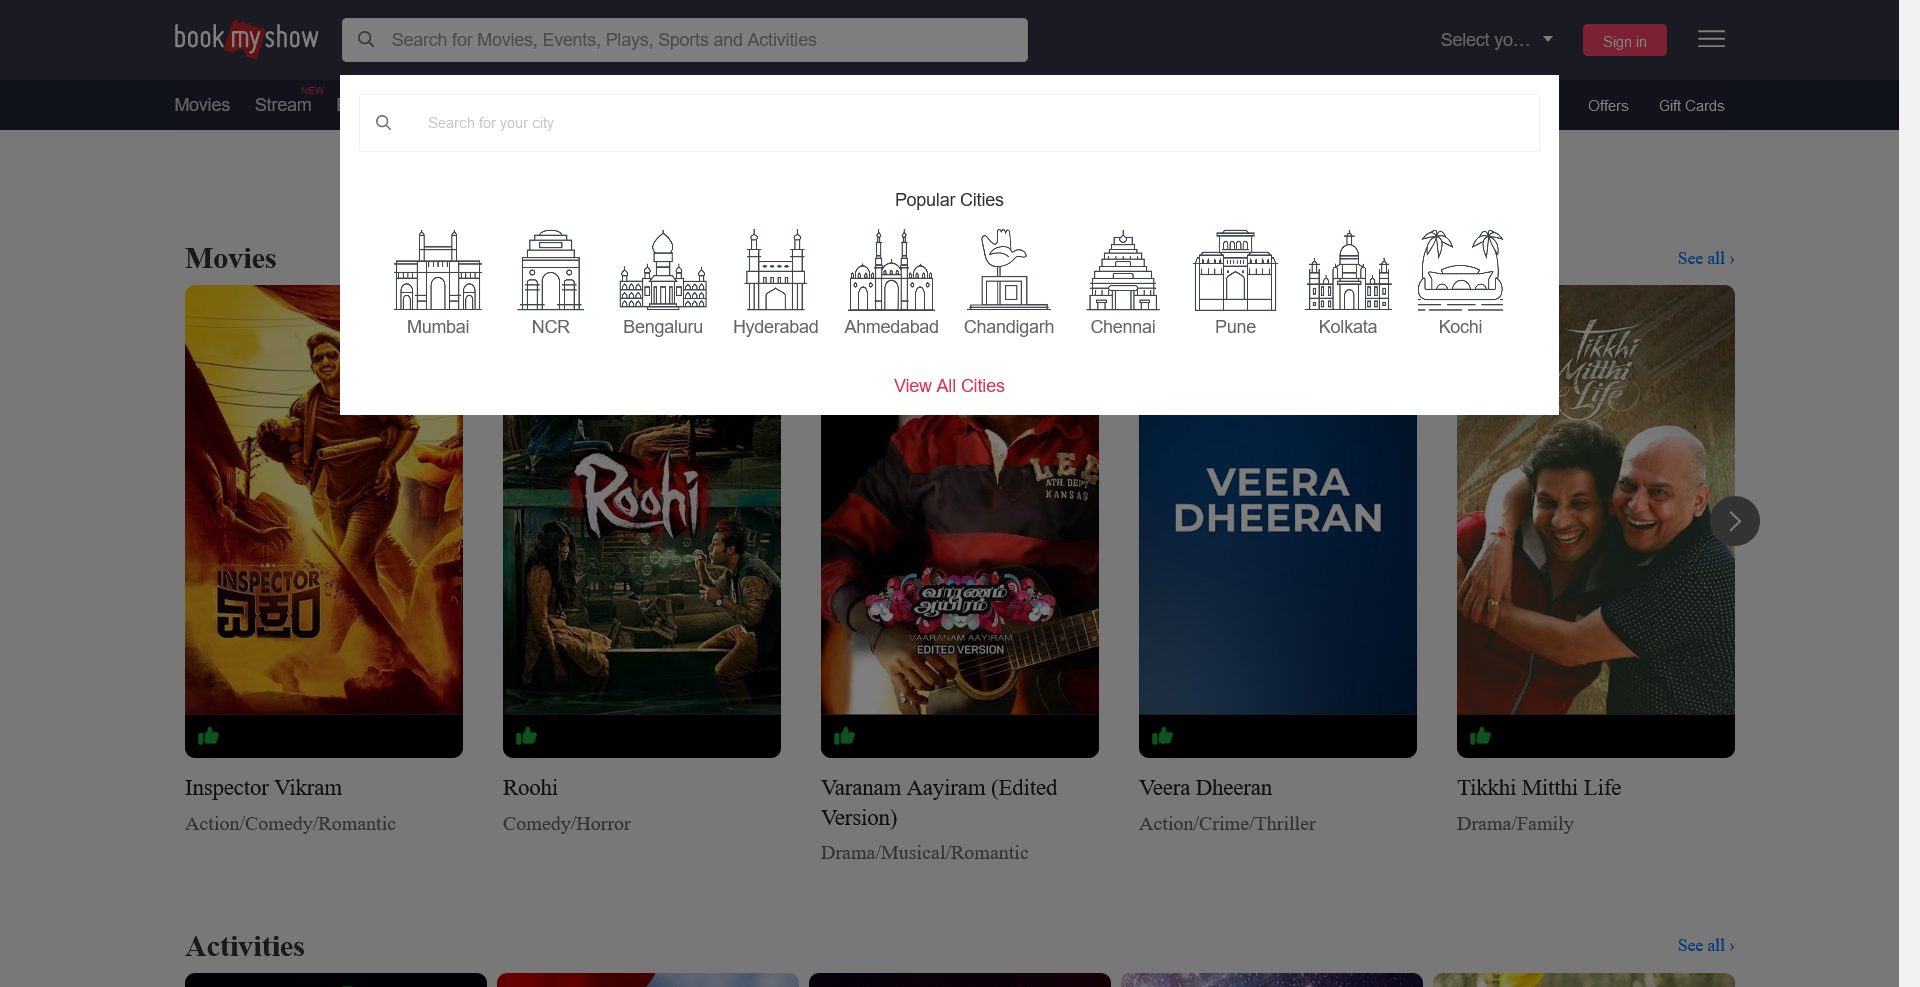 bookmyshow
Search for Movies, Events, Plays, Sports and Activities
Select yo...
Sign in
Movies
Stream
NEW
Offers
Gift Cards
Search for your city
Popular Cities
Mumbai
NCR
Bengaluru
Hyderabad
Ahmedabad
Chandigarh
Chennai
Pune
Kolkata
Kochi
View All Cities
Movies
See all ›
INSPECTOR
ವಿಕ್ರಂ
Roohi
LEE
ATH. DEPT
KANSAS
வாரணம்
ஆயிரம்
VAARANAM AAYIRAM
EDITED VERSION
VEERA
DHEERAN
Tikkhi
Mitthi
Life
Inspector Vikram
Action/Comedy/Romantic
Roohi
Comedy/Horror
Varanam Aayiram (Edited
Version)
Drama/Musical/Romantic
Veera Dheeran
Action/Crime/Thriller
Tikkhi Mitthi Life
Drama/Family
Activities
See all ›